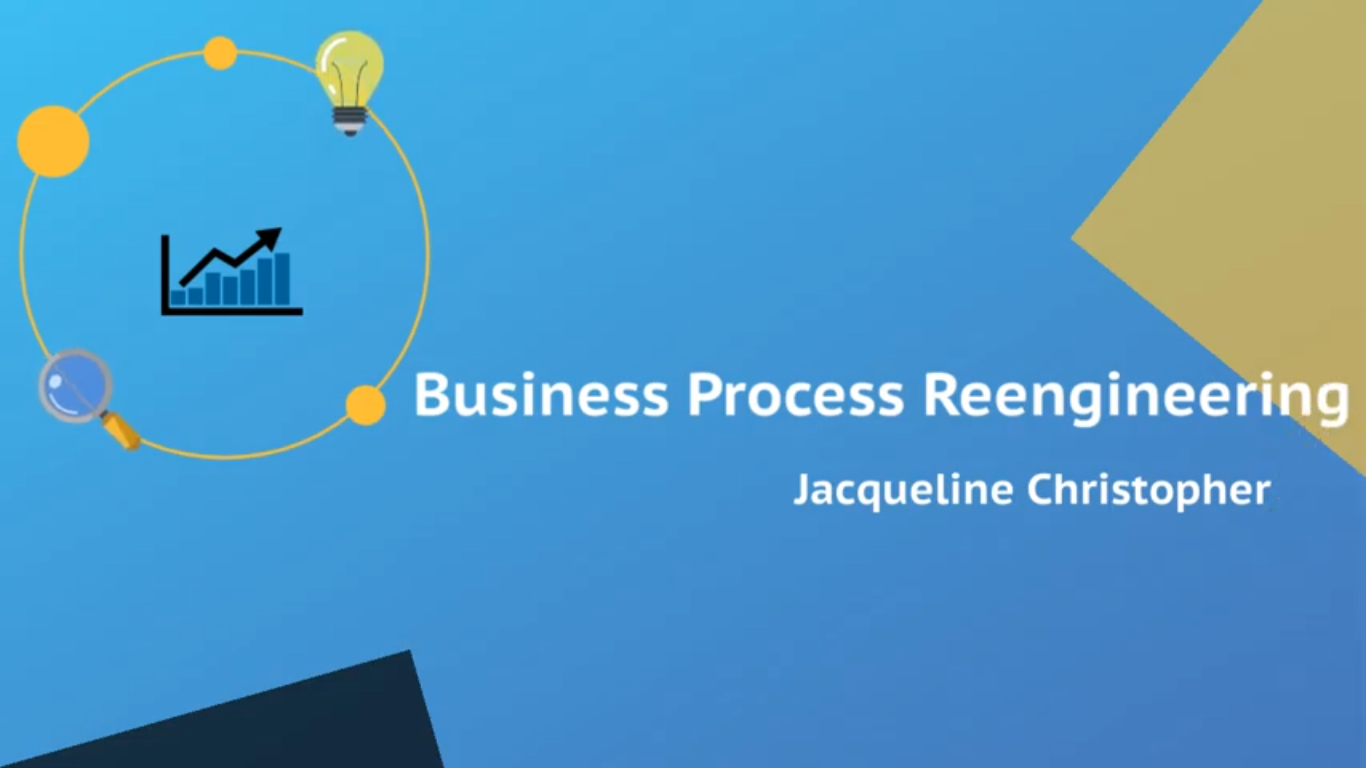 Business Process Reengineering
Jacqueline Christopher